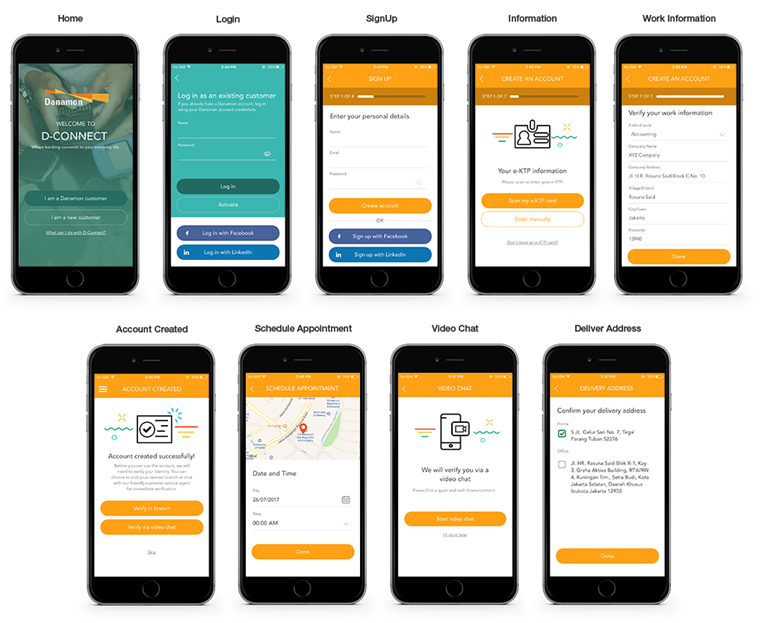 Home
Login
SignUp
Information
Work Information
Danamon
WELCOME TO
D-CONNECT
Where banking connects to your everyday life.
I am a Danamon customer
I am a new customer
What can I do with D-Connect?
Log in as an existing customer
If you already have a Danamon account, log in
using your Danamon account credentials.
Name
Password
Log in
Activate
Log in with Facebook
in Log in with LinkedIn
SIGN UP
STEP 1 OF 4
Enter your personal details
Name
Email
Password
Create account
OR
f Sign up with Facebook
in Sign up with LinkedIn
CREATE AN ACCOUNT
STEP 1 OF 7
Your e-KTP information
Please scan or enter your e-KTP.
Scan my e-KTP card
Enter manually
Don't have an e-KTP card?
CREATE AN ACCOUNT
STEP 7 OF 7
Verify your work information
Field of work
Accounting
Company Name
XYZ Company
Company Address
Jl. HR. Rasuna Said Block C No. 10
Village/District
Rasuna Said
City/Town
Jakarta
Postcode
12940
Done
Account Created
Schedule Appointment
Video Chat
Deliver Address
ACCOUNT CTREATED
Account created successfully!
Before you can use the account, we will
need to verify your identity. You can
choose to visit your nearest branch or chat
with our friendly customer service agent
for immediate verification.
Verify in branch
Verify via video chat
Skip
SCHEDULE APPOINTMENT
Date and Time
Day
26/07/2017
Time
00:00 AM
Done
VIDEO CHAT
We will verify you via a
video chat
Please find a quiet and well-lit environment.
Start video chat
I'll do it later
DELIVERY ADDRESS
Confirm your delivery address
Home
S JL. Galur Sari No. 7, Tegal
Parang Tuban 52276
Office
Jl. HR. Rasuna Said Blok X-1, Kav
3, Graha Aktiva Building, RT.6/RW.
4, Kuningan Tim., Setia Budi, Kota
Jakarta Selatan, Daerah Khusus
Ibukota Jakarta 12950
Done